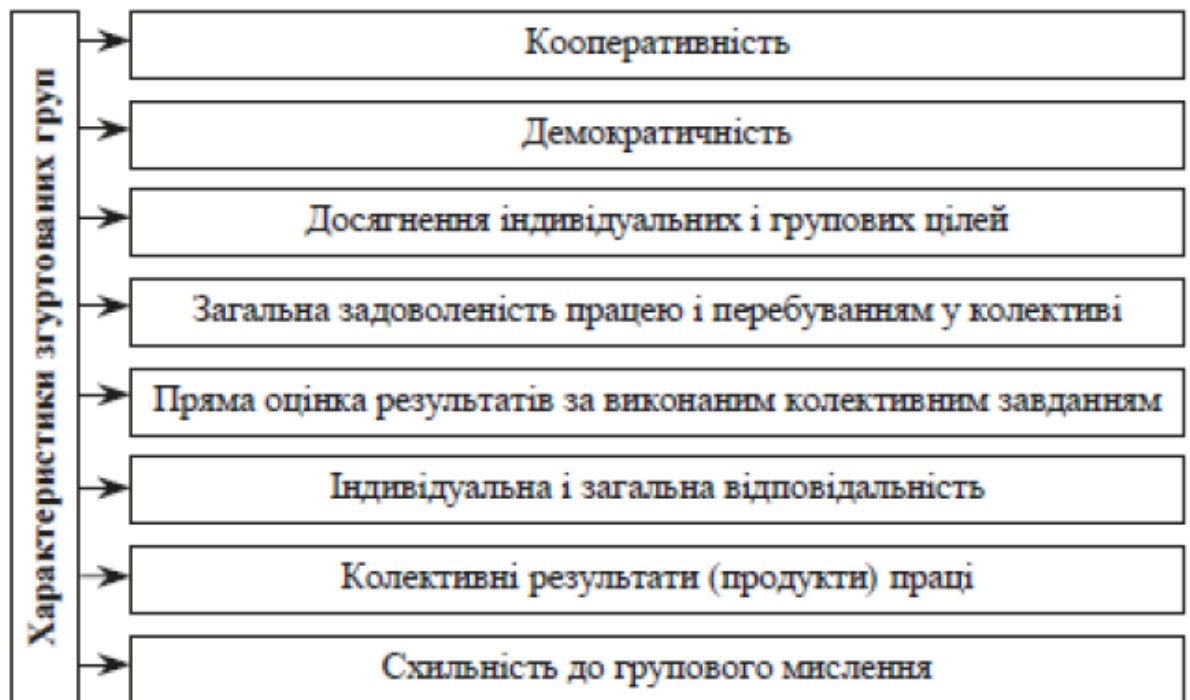 Характеристики згуртованих груп
Кооперативність
Демократичність
Досягнення індивідуальних і групових цілей
Загальна задоволеність працею і перебуванням у колективі
Пряма оцінка результатів за виконаним колективним завданням
Індивідуальна і загальна відповідальність
Колективні результати (продукти) праці
Схильність до групового мислення